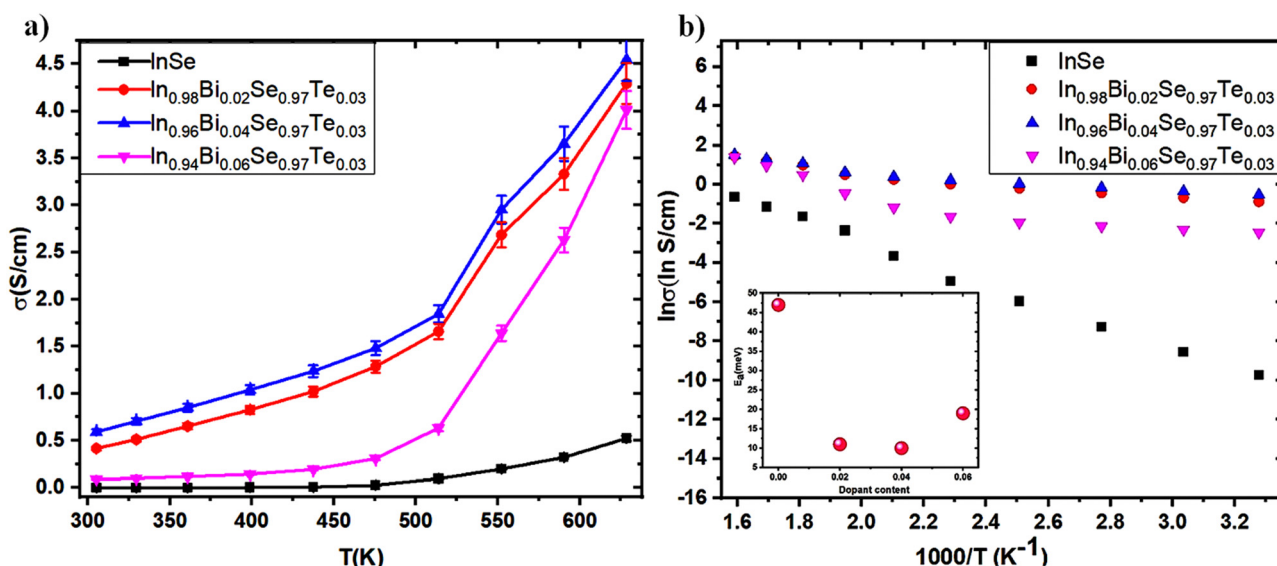 a)
InSe
In0.98Bi0.02Se0.97Te0.03
In0.96Bi0.04Se0.97Te0.03
In0.94Bi0.06Se0.97Te0.03
4.5
4.0
3.5
3.0
2.5
2.0
1.5
1.0
0.5
0.0
σ(S/cm)
300 350 400 450 500 550 600
T(K)
b)
InSe
In0.98Bi0.02Se0.97Te0.03
In0.96Bi0.04Se0.97Te0.03
In0.94Bi0.06Se0.97Te0.03
6
4
2
0
-2
-4
-6
-8
-10
-12
-14
-16
lnσ(ln S/cm)
50
45
40
35
30
25
20
15
10
5
Ea(meV)
0.00 0.02 0.04 0.06
Dopant content
1.6 1.8 2.0 2.2 2.4 2.6 2.8 3.0 3.2
1000/T (K-1)